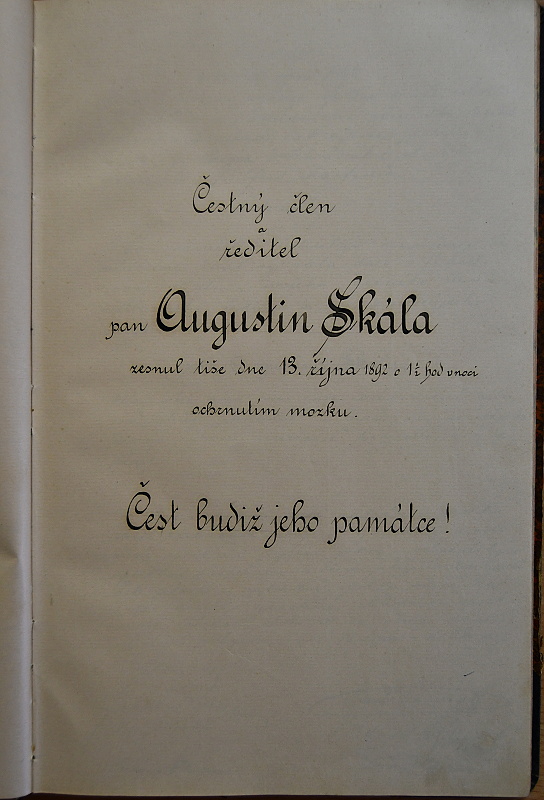 Čestný člen
a
ředitel
pan Augustin Skála
zesnul tiše dne 13. října 1892 o 1½ hod v noci
ochrnutím mozku.
Čest budiž jeho památce!